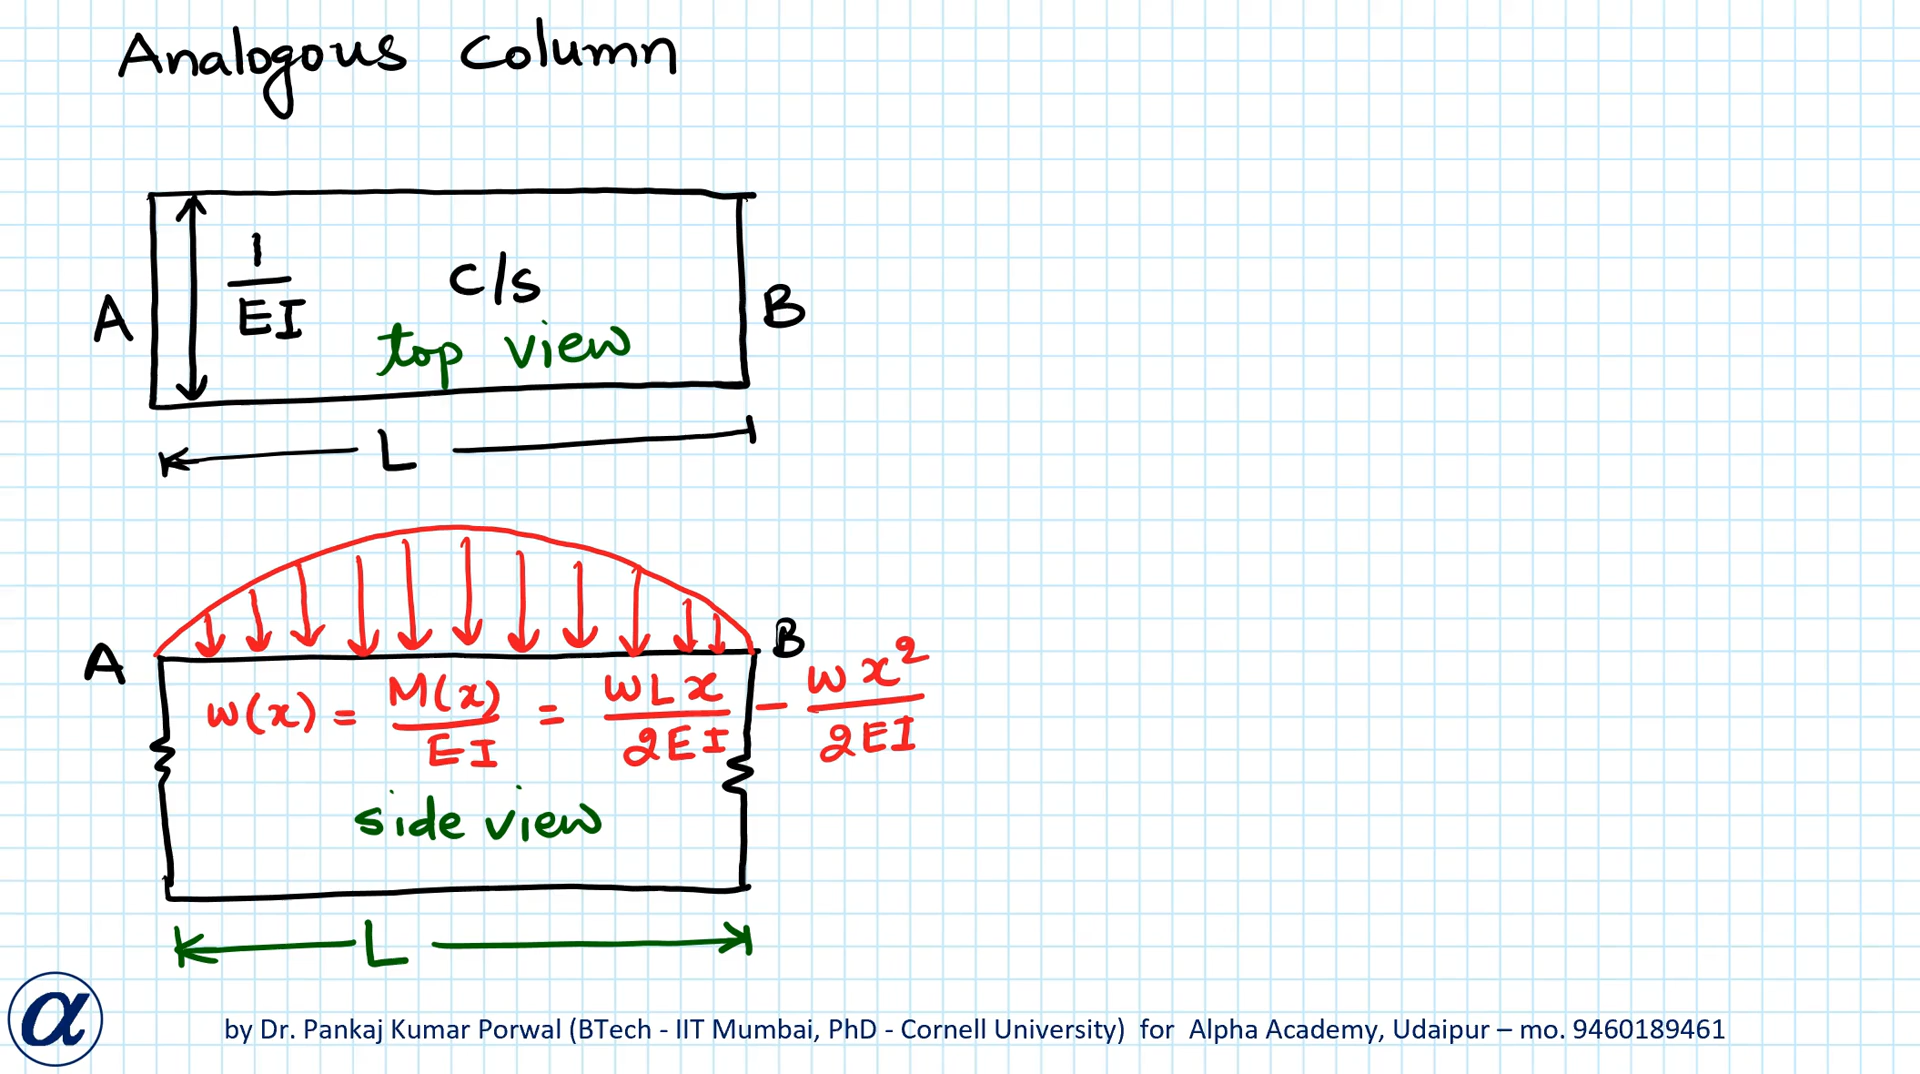 Analogous Column
A 1/EI C/s B
top view
L
A B
w(x) = M(x)/EI = wLx/2EI - wx²/2EI
side view
L
α by Dr. Pankaj Kumar Porwal (BTech - IIT Mumbai, PhD - Cornell University) for Alpha Academy, Udaipur – mo. 9460189461